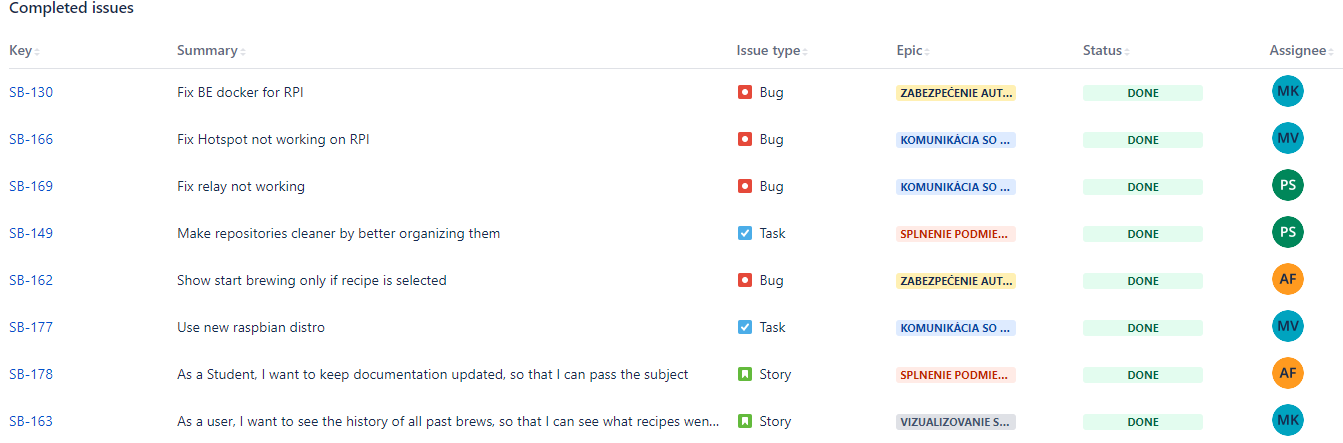 Completed issues
Key Summary Issue type Epic Status Assignee
SB-130 Fix BE docker for RPI Bug ZABEZPEČENIE AUT... DONE MK
SB-166 Fix Hotspot not working on RPI Bug KOMUNIKÁCIA SO ... DONE MV
SB-169 Fix relay not working Bug KOMUNIKÁCIA SO ... DONE PS
SB-149 Make repositories cleaner by better organizing them Task SPLNENIE PODMIE... DONE PS
SB-162 Show start brewing only if recipe is selected Bug ZABEZPEČENIE AUT... DONE AF
SB-177 Use new raspbian distro Task KOMUNIKÁCIA SO ... DONE MV
SB-178 As a Student, I want to keep documentation updated, so that I can pass the subject Story SPLNENIE PODMIE... DONE AF
SB-163 As a user, I want to see the history of all past brews, so that I can see what recipes wen... Story VIZUALIZOVANIE S... DONE MK